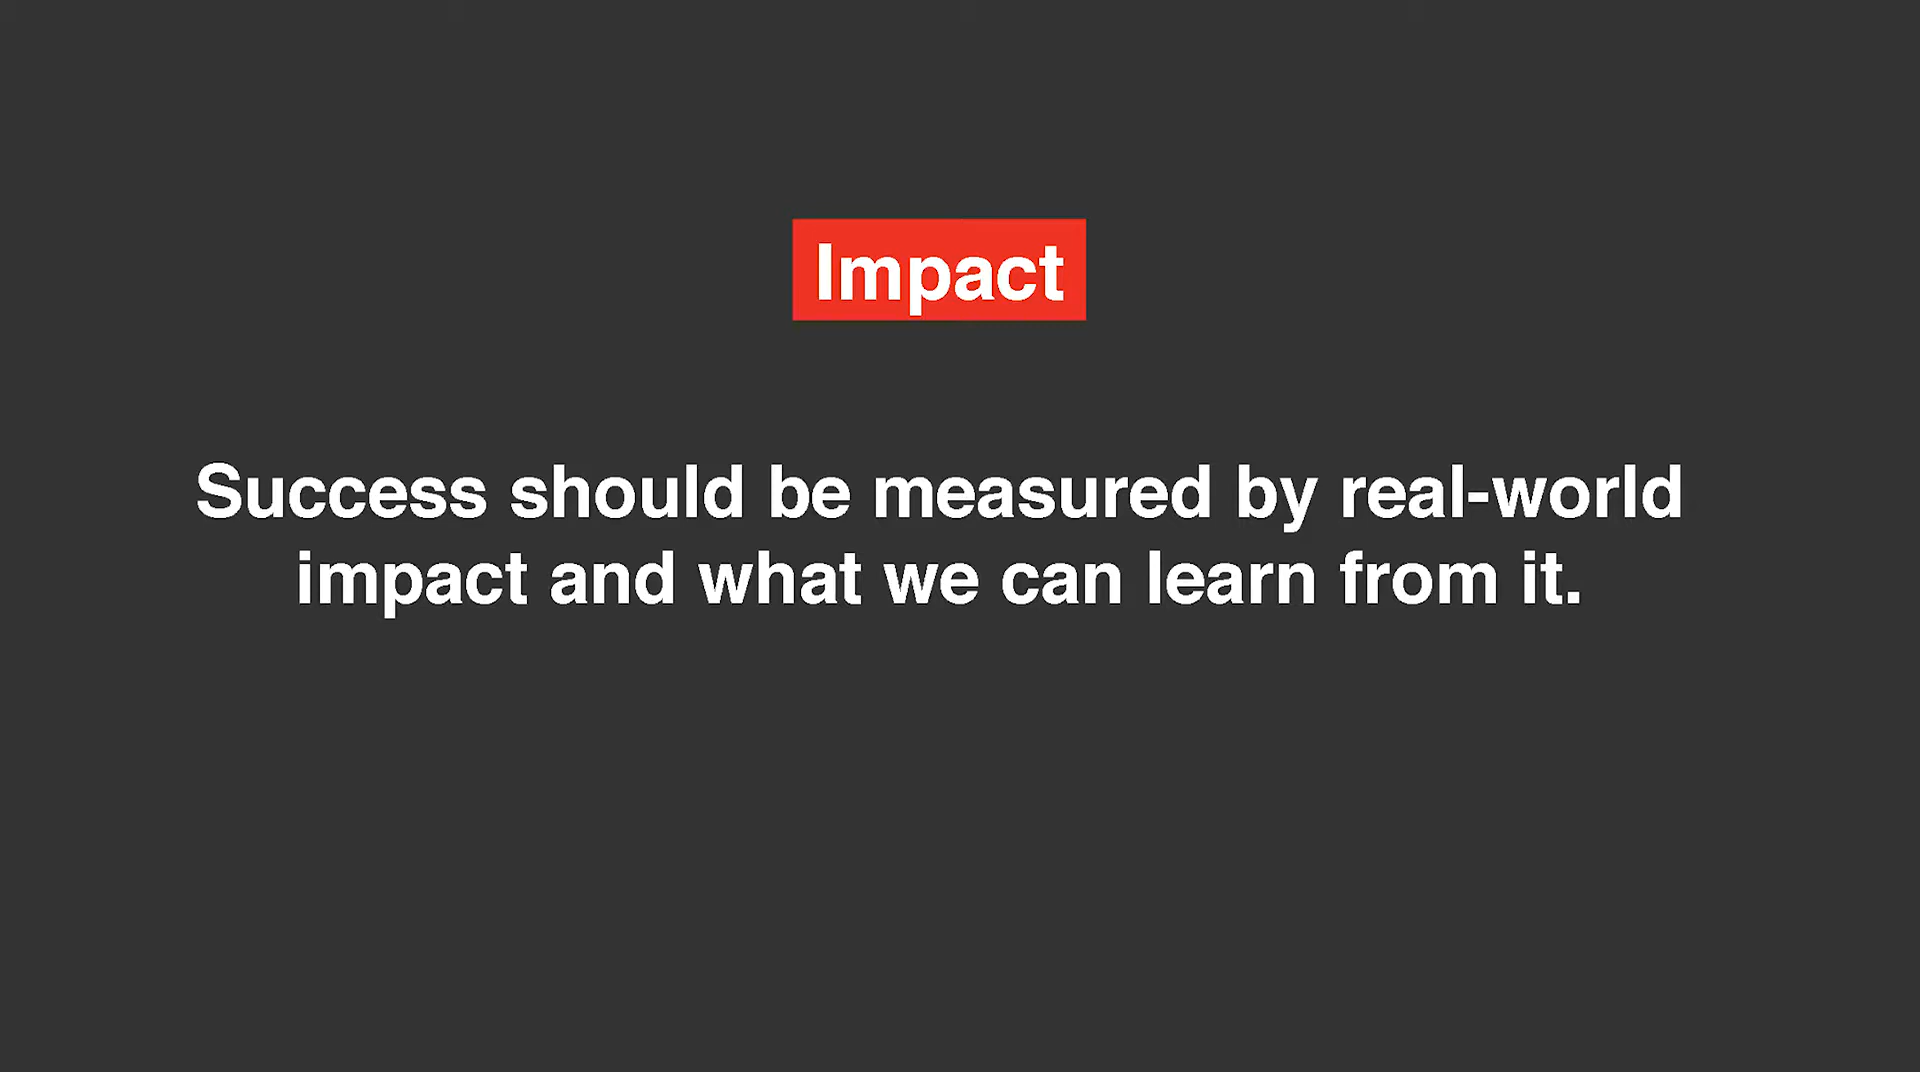 Impact
Success should be measured by real-world
impact and what we can learn from it.